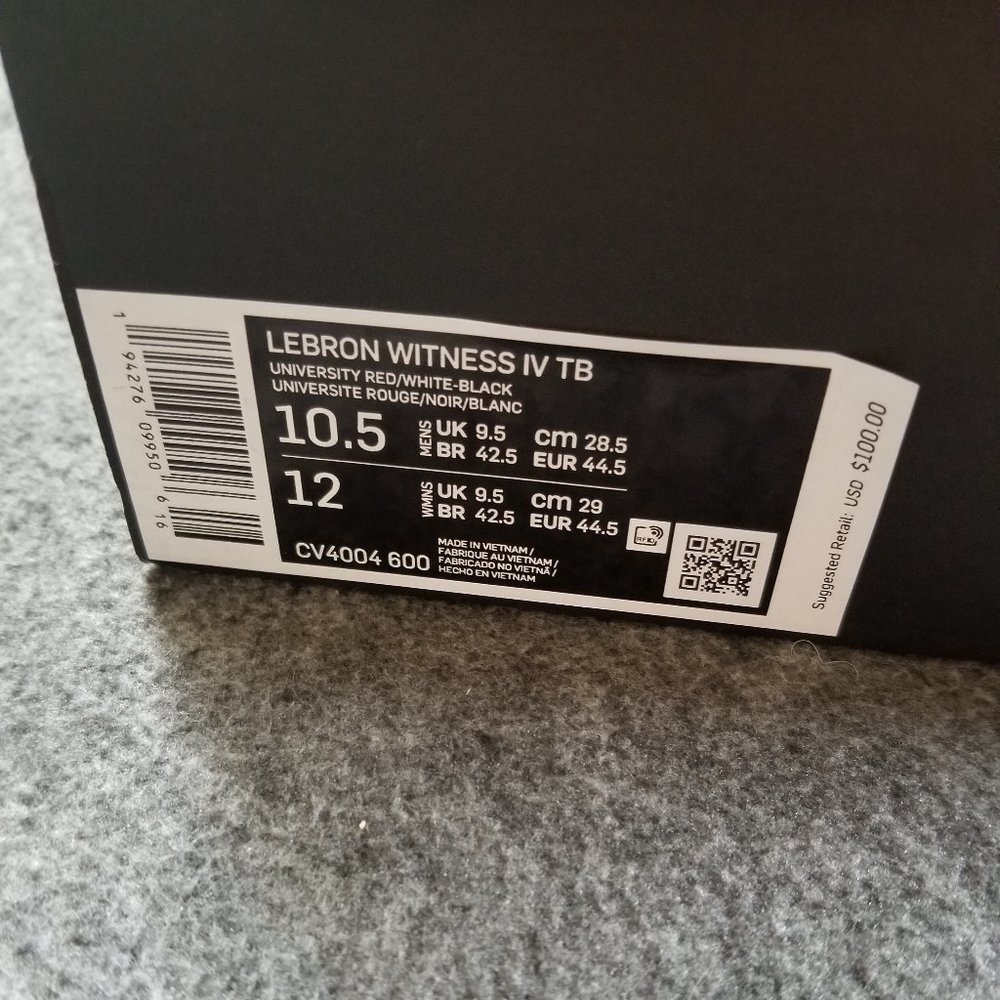 1 94276 09950 6 16
LEBRON WITNESS IV TB
UNIVERSITY RED/WHITE-BLACK
UNIVERSITE ROUGE/NOIR/BLANC
10.5 MENS UK 9.5 cm 28.5
BR 42.5 EUR 44.5
12 WMNS UK 9.5 cm 29
BR 42.5 EUR 44.5
CV4004 600
MADE IN VIETNAM /
FABRIQUE AU VIETNAM /
FABRICADO NO VIETNÃ /
HECHO EN VIETNAM
RFID
Suggested Retail: USD $100.00